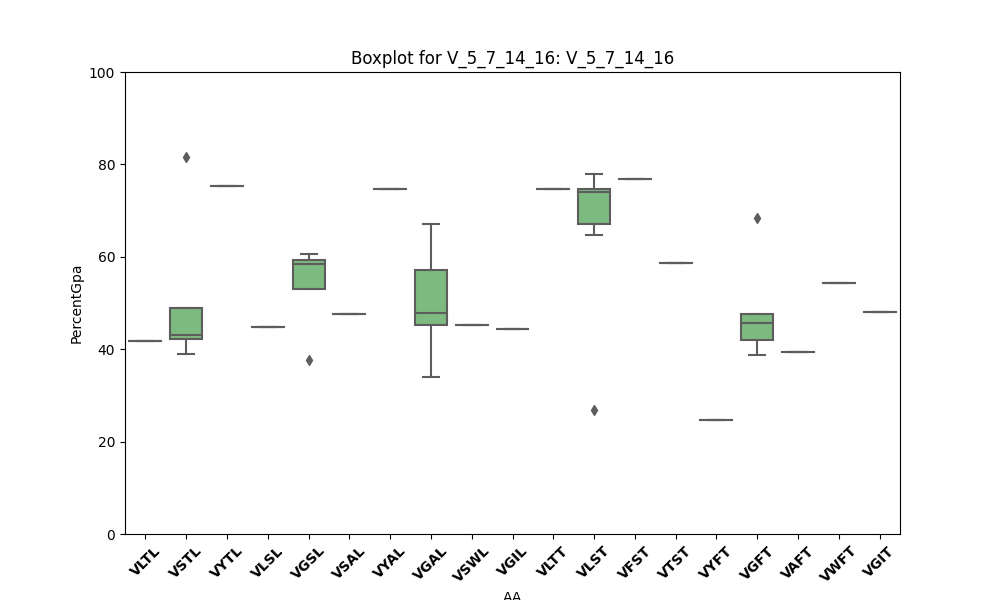 Boxplot for V_5_7_14_16: V_5_7_14_16
100
80
60
40
20
0
PercentGpa
VLTL VSTL VYTL VLSL VGSL VSAL VYAL VGAL VSWL VGIL VLTT VLST VFST VTST VYFT VGFT VAFT VWFT VGIT
AA